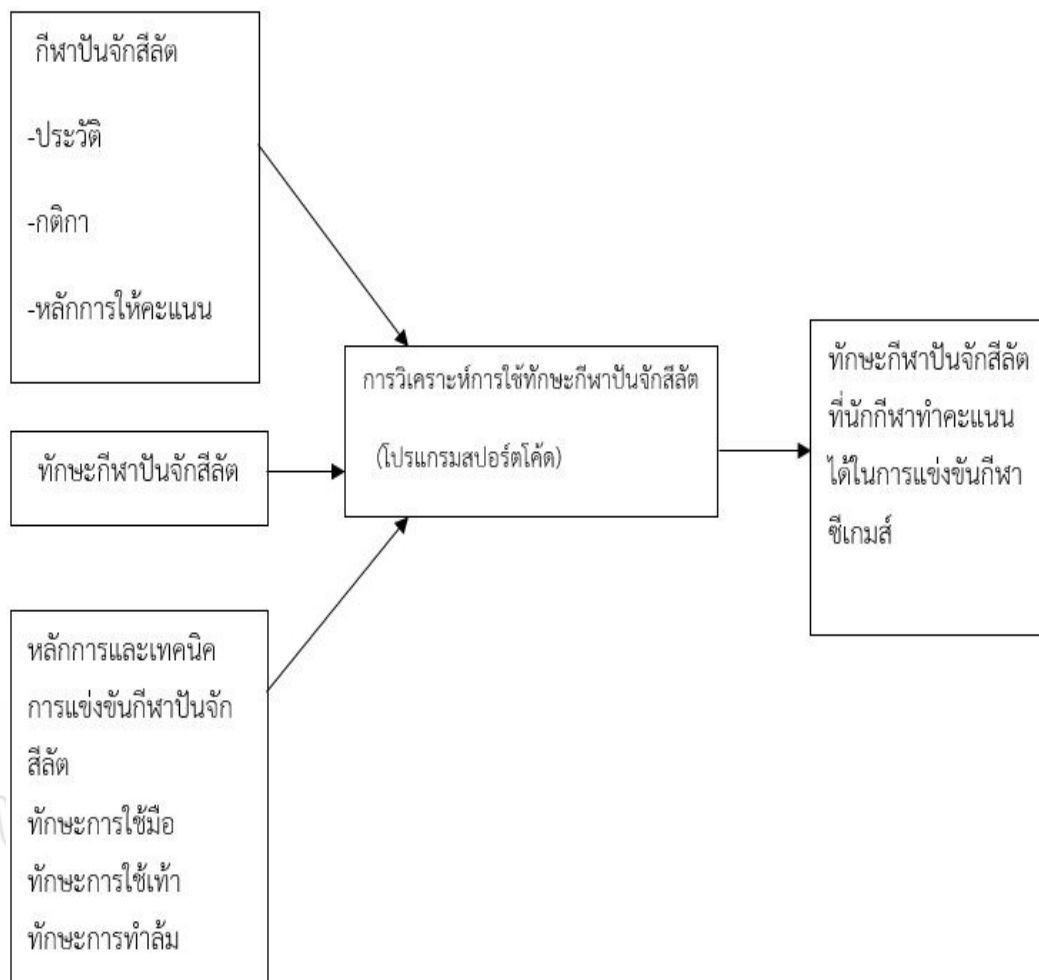 กีฬาปันจักสีลัต
-ประวัติ
-กติกา
-หลักการให้คะแนน
ทักษะกีฬาปันจักสีลัต
หลักการและเทคนิค
การแข่งขันกีฬาปันจัก
สีลัต
ทักษะการใช้มือ
ทักษะการใช้เท้า
ทักษะการทำล้ม
การวิเคราะห์การใช้ทักษะกีฬาปันจักสีลัต
(โปรแกรมสปอร์ตโค้ด)
ทักษะกีฬาปันจักสีลัต
ที่นักกีฬาทำคะแนน
ได้ในการแข่งขันกีฬา
ซีเกมส์